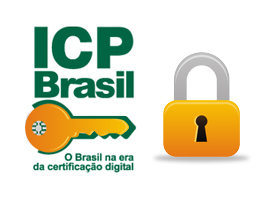 ICP
Brasil
O Brasil na era
da certificação digital